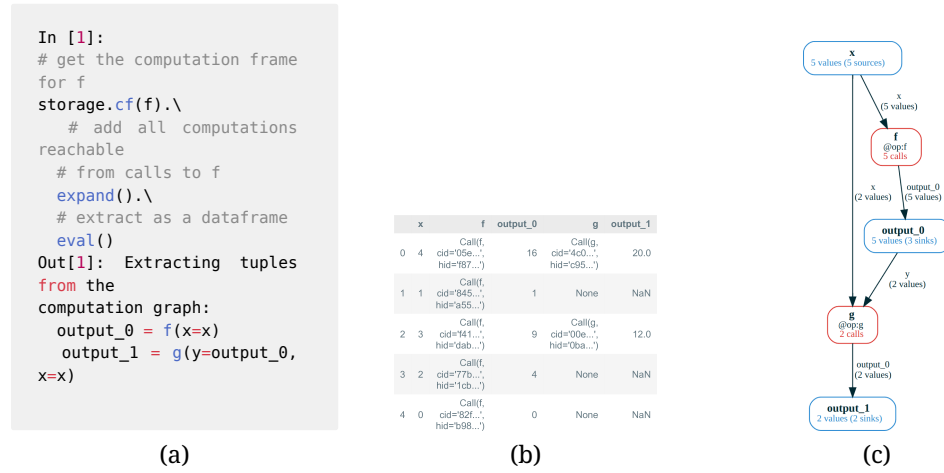 In [1]:
# get the computation frame
for f
storage.cf(f).\
# add all computations
reachable
# from calls to f
expand().\
# extract as a dataframe
eval()
Out[1]: Extracting tuples
from the
computation graph:
output_0 = f(x=x)
output_1 = g(y=output_0,
x=x)
(a)
x f output_0 g output_1
0 4 Call(f, cid='05e...', hid='f87...') 16 Call(g, cid='4c0...', hid='c95...') 20.0
1 1 Call(f, cid='845...', hid='a55...') 1 None NaN
2 3 Call(f, cid='f41...', hid='dab...') 9 Call(g, cid='00e...', hid='0ba...') 12.0
3 2 Call(f, cid='77b...', hid='1cb...') 4 None NaN
4 0 Call(f, cid='82f...', hid='b98...') 0 None NaN
(b)
x
5 values (5 sources)
x
(5 values)
f
@op:f
5 calls
x
(2 values)
output_0
(5 values)
output_0
5 values (3 sinks)
y
(2 values)
g
@op:g
2 calls
output_0
(2 values)
output_1
2 values (2 sinks)
(c)